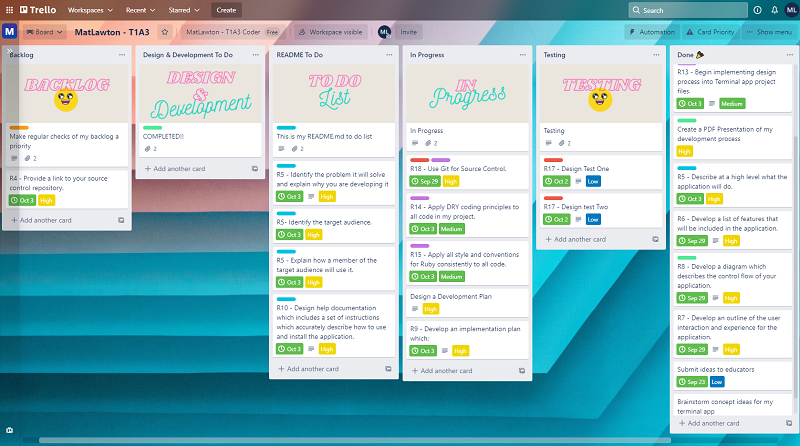 Trello
Workspaces
Recent
Starred
Create
Search
ML
M
Board
MatLawton - T1A3
MatLawton - T1A3 Coder
Free
Workspace visible
ML
Invite
Automation
Card Priority
Show menu
Backlog
BACKLOG
Make regular checks of my backlog a
priority
2
R4 - Provide a link to your source
control repository.
Oct 3
High
+ Add another card
Design & Development To Do
DESIGN
&
Development
COMPLETED!!
2
+ Add another card
README To Do
TO DO
List
This is my README.md to do list
2
R5 - Identify the problem it will solve
and explain why you are developing it
Oct 3
High
R5- Identify the target audience.
Oct 3
High
R5 - Explain how a member of the
target audience will use it.
Oct 3
High
R10 - Design help documentation
which includes a set of instructions
which accurately describe how to use
and install the application.
Oct 3
High
+ Add another card
In Progress
IN
Progress
In Progress
2
R18 - Use Git for Source Control.
Sep 29
High
R14 - Apply DRY coding principles to
all code in my project.
Oct 3
Medium
R15 - Apply all style and conventions
for Ruby consistently to all code.
Oct 3
Medium
Design a Development Plan
High
R9 - Develop an implementation plan
which:
Oct 3
High
+ Add another card
Testing
TESTING
Testing
2
R17 - Design Test One
Oct 2
Low
R17 - Design test Two
Oct 2
Low
+ Add another card
Done
R13 - Begin implementing design
process into Terminal app project
files.
Oct 3
Medium
Create a PDF Presentation of my
development process
High
R5 - Describe at a high level what the
application will do.
Oct 3
High
R6 - Develop a list of features that
will be included in the application.
Sep 29
High
R8 - Develop a diagram which
describes the control flow of your
application.
Sep 29
High
R7 - Develop an outline of the user
interaction and experience for the
application.
Sep 29
High
Submit ideas to educators
Sep 23
Low
Brainstorm concept ideas for my
terminal app
+ Add another card